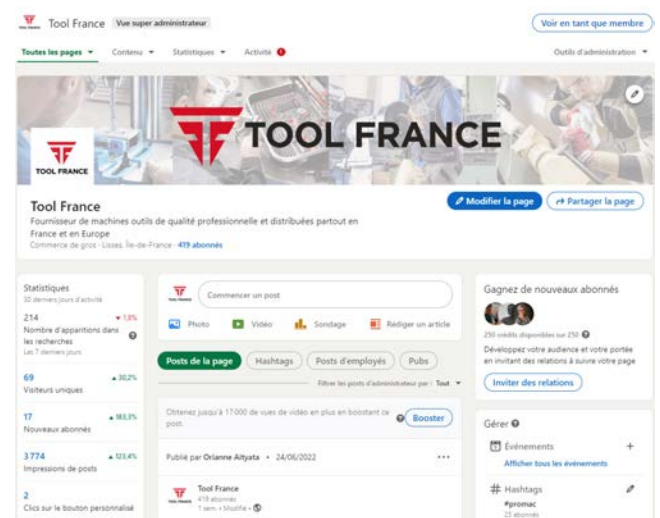 Tool France Vue super administrateur
Voir en tant que membre
Toutes les pages Contenu Statistiques Activité
Outils d'administration
TOOL FRANCE
TOOL FRANCE
Tool France
Modifier la page
Partager la page
Fournisseur de machines outils de qualité professionnelle et distribuées partout en
France et en Europe
Commerce de gros · Lisses, Île-de-France · 419 abonnés
Statistiques
30 derniers jours d'activité
214 1,8%
Nombre d'apparitions dans
les recherches
Les 7 derniers jours
69 30,2%
Visiteurs uniques
17
Nouveaux abonnés
3 774 123,4%
Impressions de posts
2
Clics sur le bouton personnalisé
Commencer un post
Photo Vidéo Sondage Rédiger un article
Posts de la page Hashtags Posts d'employés Pubs
Filtrer les posts d'administrateur par : Tout
Obtenez jusqu'à 17 000 de vues de vidéo en plus en boostant ce
post.
Booster
Publié par Orianne Altyata • 24/06/2022
Tool France
419 abonnés
1 sem. • Modifié •
Gagnez de nouveaux abonnés
250 crédits disponibles sur 250
Développez votre audience et votre portée
en invitant des relations à suivre votre page
Inviter des relations
Gérer
Événements +
Afficher tous les événements
# Hashtags
#promac
23 abonnés